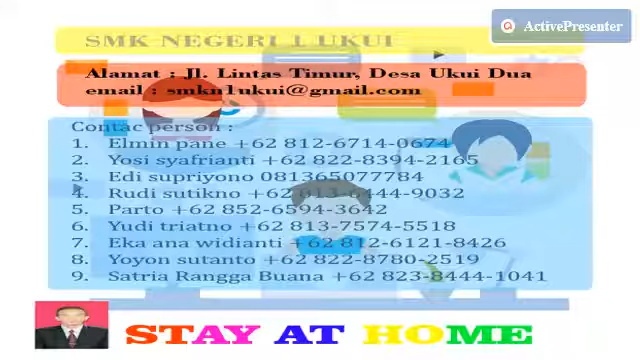 ActivePresenter
SMK NEGERI 1 UKUI
Alamat : Jl. Lintas Timur, Desa Ukui Dua
email : smkn1ukui@gmail.com
Contac person :
1. Elmin pane +62 812-6714-0674
2. Yosi syafrianti +62 822-8394-2165
3. Edi supriyono 081365077784
4. Rudi sutikno +62 813-6444-9032
5. Parto +62 852-6594-3642
6. Yudi triatno +62 813-7574-5518
7. Eka ana widianti +62 812-6121-8426
8. Yoyon sutanto +62 822-8780-2519
9. Satria Rangga Buana +62 823-8444-1041
STAY AT HOME